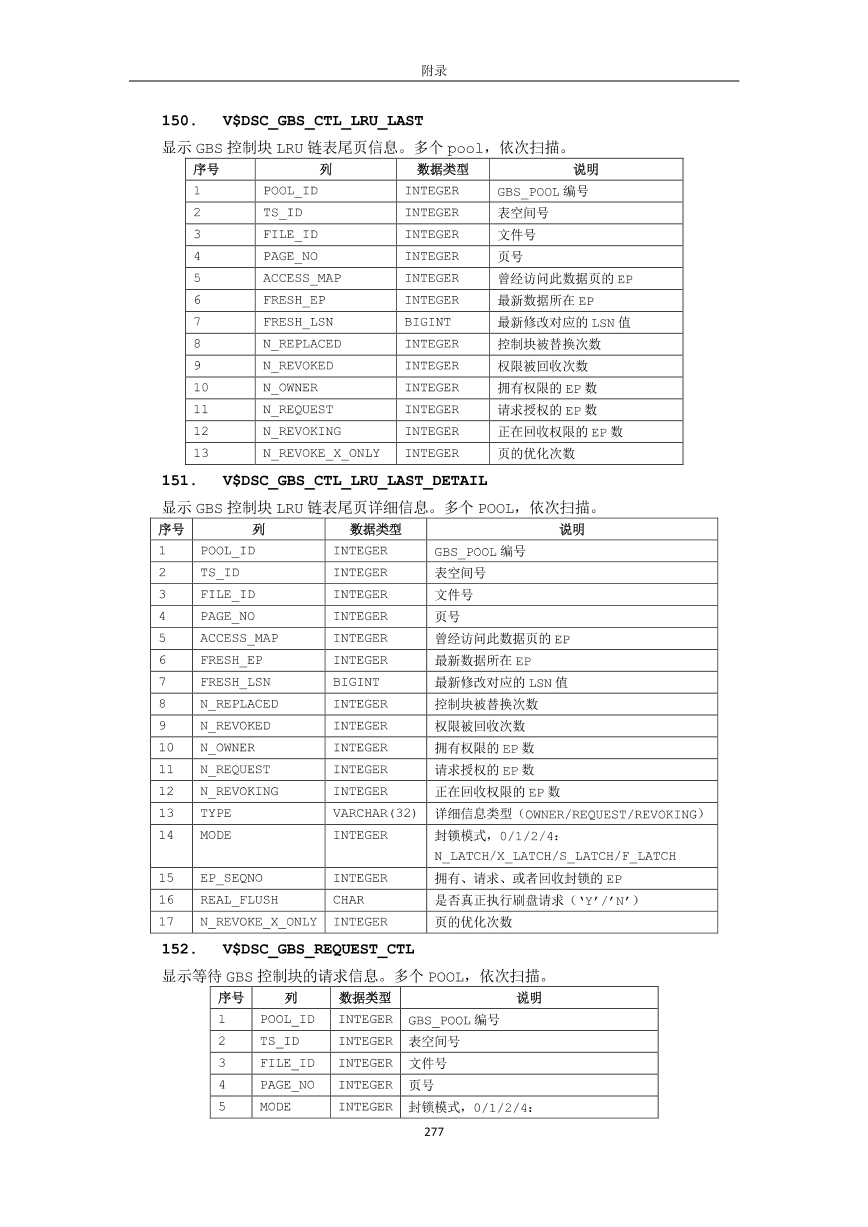 附录
150. V$DSC_GBS_CTL_LRU_LAST
显示 GBS 控制块 LRU 链表尾页信息。多个 pool，依次扫描。
序号 列 数据类型 说明
1 POOL_ID INTEGER GBS_POOL 编号
2 TS_ID INTEGER 表空间号
3 FILE_ID INTEGER 文件号
4 PAGE_NO INTEGER 页号
5 ACCESS_MAP INTEGER 曾经访问此数据页的 EP
6 FRESH_EP INTEGER 最新数据所在 EP
7 FRESH_LSN BIGINT 最新修改对应的 LSN 值
8 N_REPLACED INTEGER 控制块被替换次数
9 N_REVOKED INTEGER 权限被回收次数
10 N_OWNER INTEGER 拥有权限的 EP 数
11 N_REQUEST INTEGER 请求授权的 EP 数
12 N_REVOKING INTEGER 正在回收权限的 EP 数
13 N_REVOKE_X_ONLY INTEGER 页的优化次数
151. V$DSC_GBS_CTL_LRU_LAST_DETAIL
显示 GBS 控制块 LRU 链表尾页详细信息。多个 POOL，依次扫描。
序号 列 数据类型 说明
1 POOL_ID INTEGER GBS_POOL 编号
2 TS_ID INTEGER 表空间号
3 FILE_ID INTEGER 文件号
4 PAGE_NO INTEGER 页号
5 ACCESS_MAP INTEGER 曾经访问此数据页的 EP
6 FRESH_EP INTEGER 最新数据所在 EP
7 FRESH_LSN BIGINT 最新修改对应的 LSN 值
8 N_REPLACED INTEGER 控制块被替换次数
9 N_REVOKED INTEGER 权限被回收次数
10 N_OWNER INTEGER 拥有权限的 EP 数
11 N_REQUEST INTEGER 请求授权的 EP 数
12 N_REVOKING INTEGER 正在回收权限的 EP 数
13 TYPE VARCHAR(32) 详细信息类型（OWNER/REQUEST/REVOKING）
14 MODE INTEGER 封锁模式，0/1/2/4：
N_LATCH/X_LATCH/S_LATCH/F_LATCH
15 EP_SEQNO INTEGER 拥有、请求、或者回收封锁的 EP
16 REAL_FLUSH CHAR 是否真正执行刷盘请求（‘Y’/’N’）
17 N_REVOKE_X_ONLY INTEGER 页的优化次数
152. V$DSC_GBS_REQUEST_CTL
显示等待 GBS 控制块的请求信息。多个 POOL，依次扫描。
序号 列 数据类型 说明
1 POOL_ID INTEGER GBS_POOL 编号
2 TS_ID INTEGER 表空间号
3 FILE_ID INTEGER 文件号
4 PAGE_NO INTEGER 页号
5 MODE INTEGER 封锁模式，0/1/2/4：
277